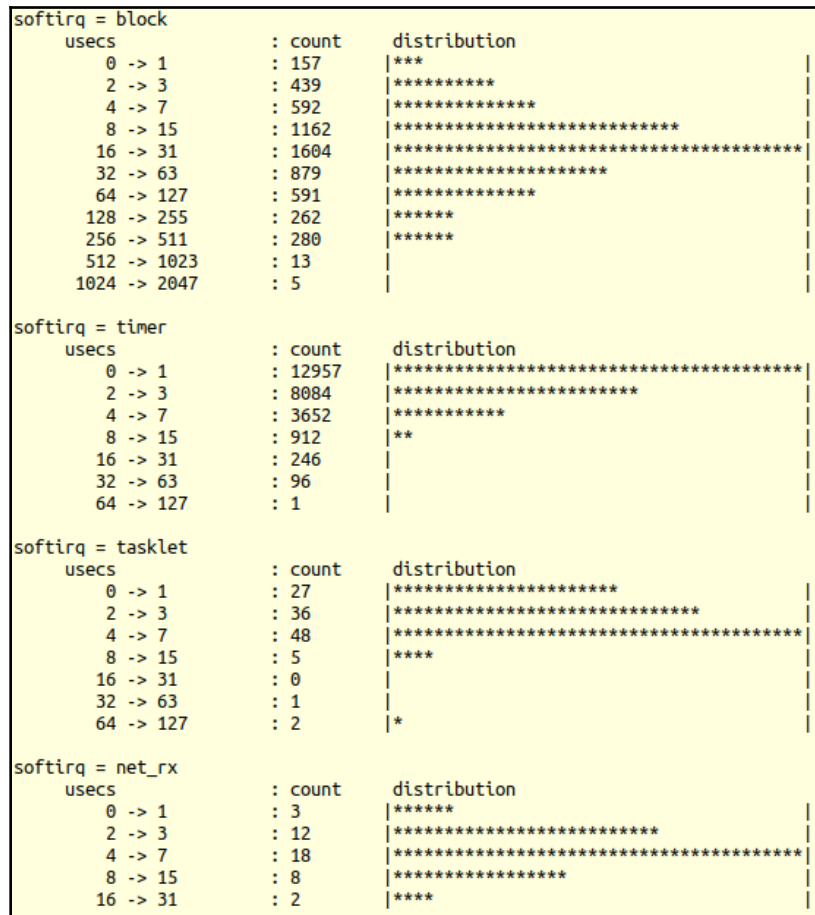 softirq = block
     usecs               : count     distribution
         0 -> 1          : 157      |***                                     |
         2 -> 3          : 439      |**********                              |
         4 -> 7          : 592      |**************                          |
         8 -> 15         : 1162     |****************************            |
        16 -> 31         : 1604     |****************************************|
        32 -> 63         : 879      |*********************                   |
        64 -> 127        : 591      |**************                          |
       128 -> 255        : 262      |******                                  |
       256 -> 511        : 280      |******                                  |
       512 -> 1023       : 13       |                                        |
      1024 -> 2047       : 5        |                                        |
softirq = timer
     usecs               : count     distribution
         0 -> 1          : 12957    |****************************************|
         2 -> 3          : 8084     |************************                |
         4 -> 7          : 3652     |***********                             |
         8 -> 15         : 912      |**                                      |
        16 -> 31         : 246      |                                        |
        32 -> 63         : 96       |                                        |
        64 -> 127        : 1        |                                        |
softirq = tasklet
     usecs               : count     distribution
         0 -> 1          : 27       |**********************                  |
         2 -> 3          : 36       |******************************          |
         4 -> 7          : 48       |****************************************|
         8 -> 15         : 5        |****                                    |
        16 -> 31         : 0        |                                        |
        32 -> 63         : 1        |                                        |
        64 -> 127        : 2        |*                                       |
softirq = net_rx
     usecs               : count     distribution
         0 -> 1          : 3        |******                                  |
         2 -> 3          : 12       |**************************              |
         4 -> 7          : 18       |****************************************|
         8 -> 15         : 8        |*****************                       |
        16 -> 31         : 2        |****                                    |